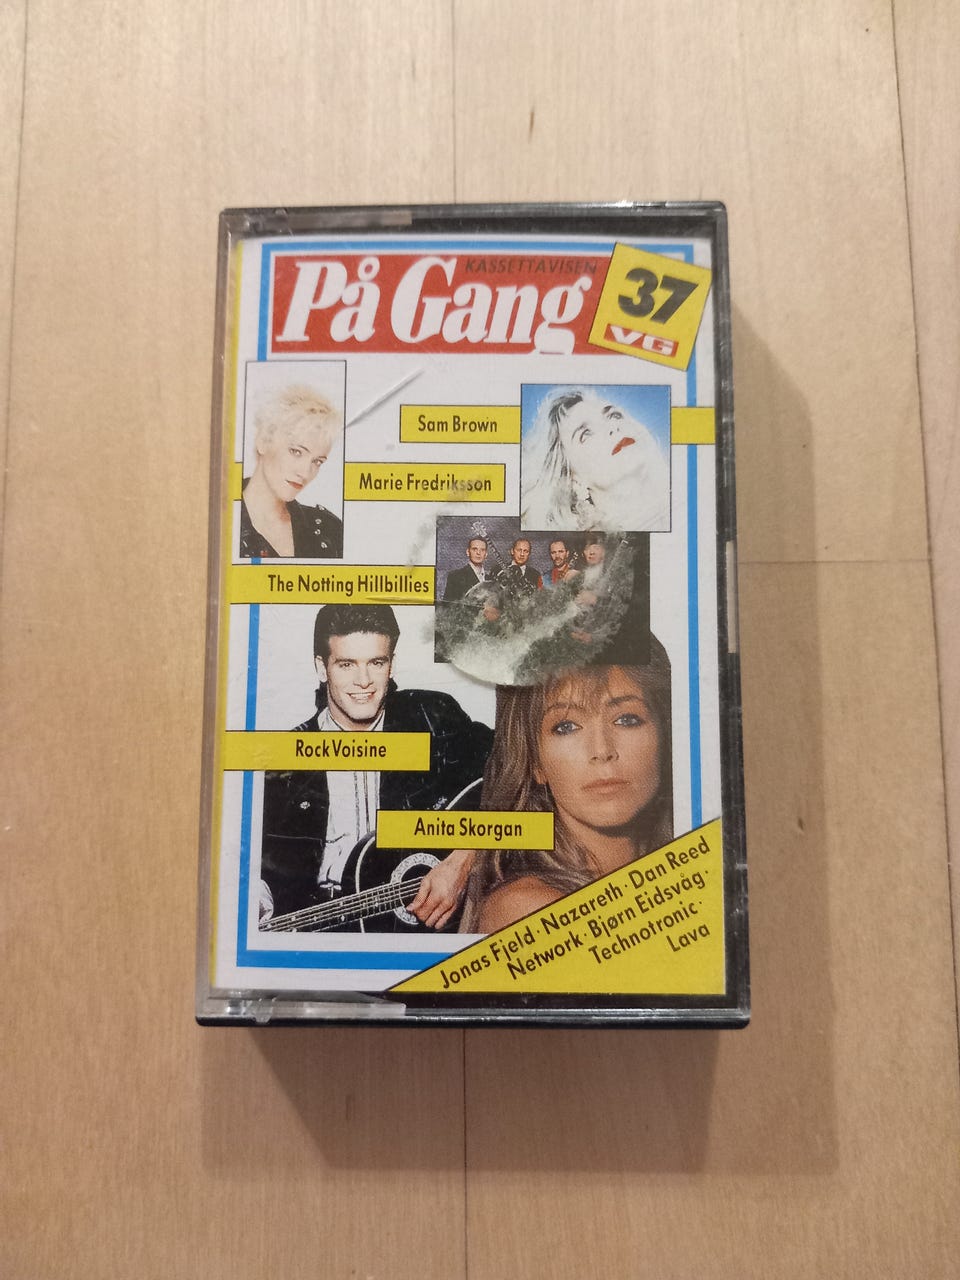 KASSETTAVISEN
På Gang
37
VG
Sam Brown
Marie Fredriksson
The Notting Hillbillies
Rock Voisine
Anita Skorgan
Jonas Fjeld · Nazareth · Dan Reed
Network · Bjørn Eidsvåg ·
Technotronic ·
Lava